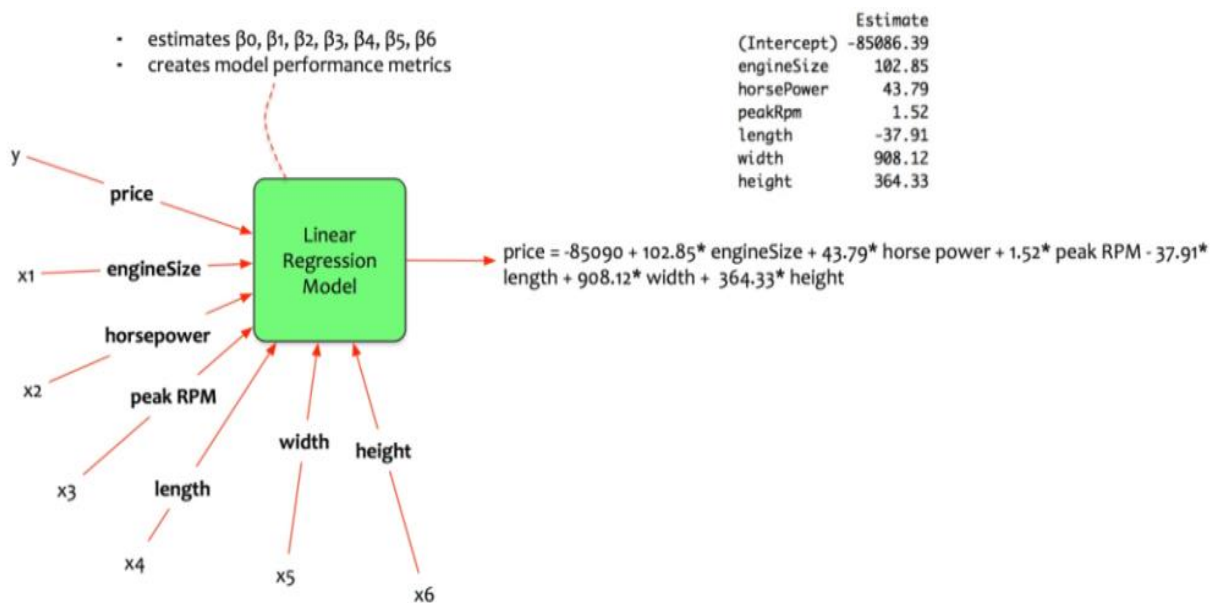 • estimates β0, β1, β2, β3, β4, β5, β6
• creates model performance metrics
Estimate
(Intercept) -85086.39
engineSize 102.85
horsePower 43.79
peakRpm 1.52
length -37.91
width 908.12
height 364.33
y
price
x1
engineSize
Linear
Regression
Model
price = -85090 + 102.85* engineSize + 43.79* horse power + 1.52* peak RPM - 37.91*
length + 908.12* width + 364.33* height
horsepower
x2
peak RPM
x3
length
x4
width
x5
height
x6